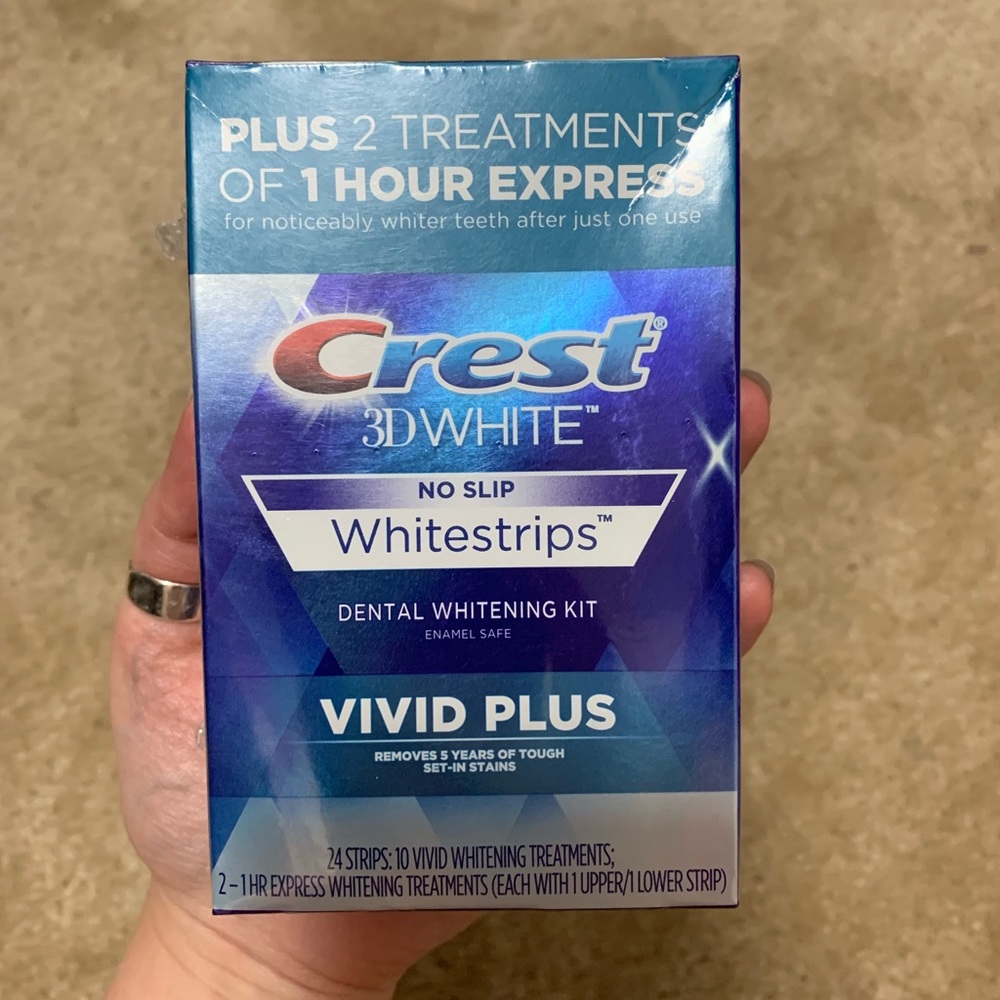 PLUS 2 TREATMENTS
OF 1 HOUR EXPRESS
for noticeably whiter teeth after just one use
Crest®
3D WHITE™
NO SLIP
Whitestrips™
DENTAL WHITENING KIT
ENAMEL SAFE
VIVID PLUS
REMOVES 5 YEARS OF TOUGH
SET-IN STAINS
24 STRIPS: 10 VIVID WHITENING TREATMENTS;
2-1 HR EXPRESS WHITENING TREATMENTS (EACH WITH 1 UPPER/1 LOWER STRIP)